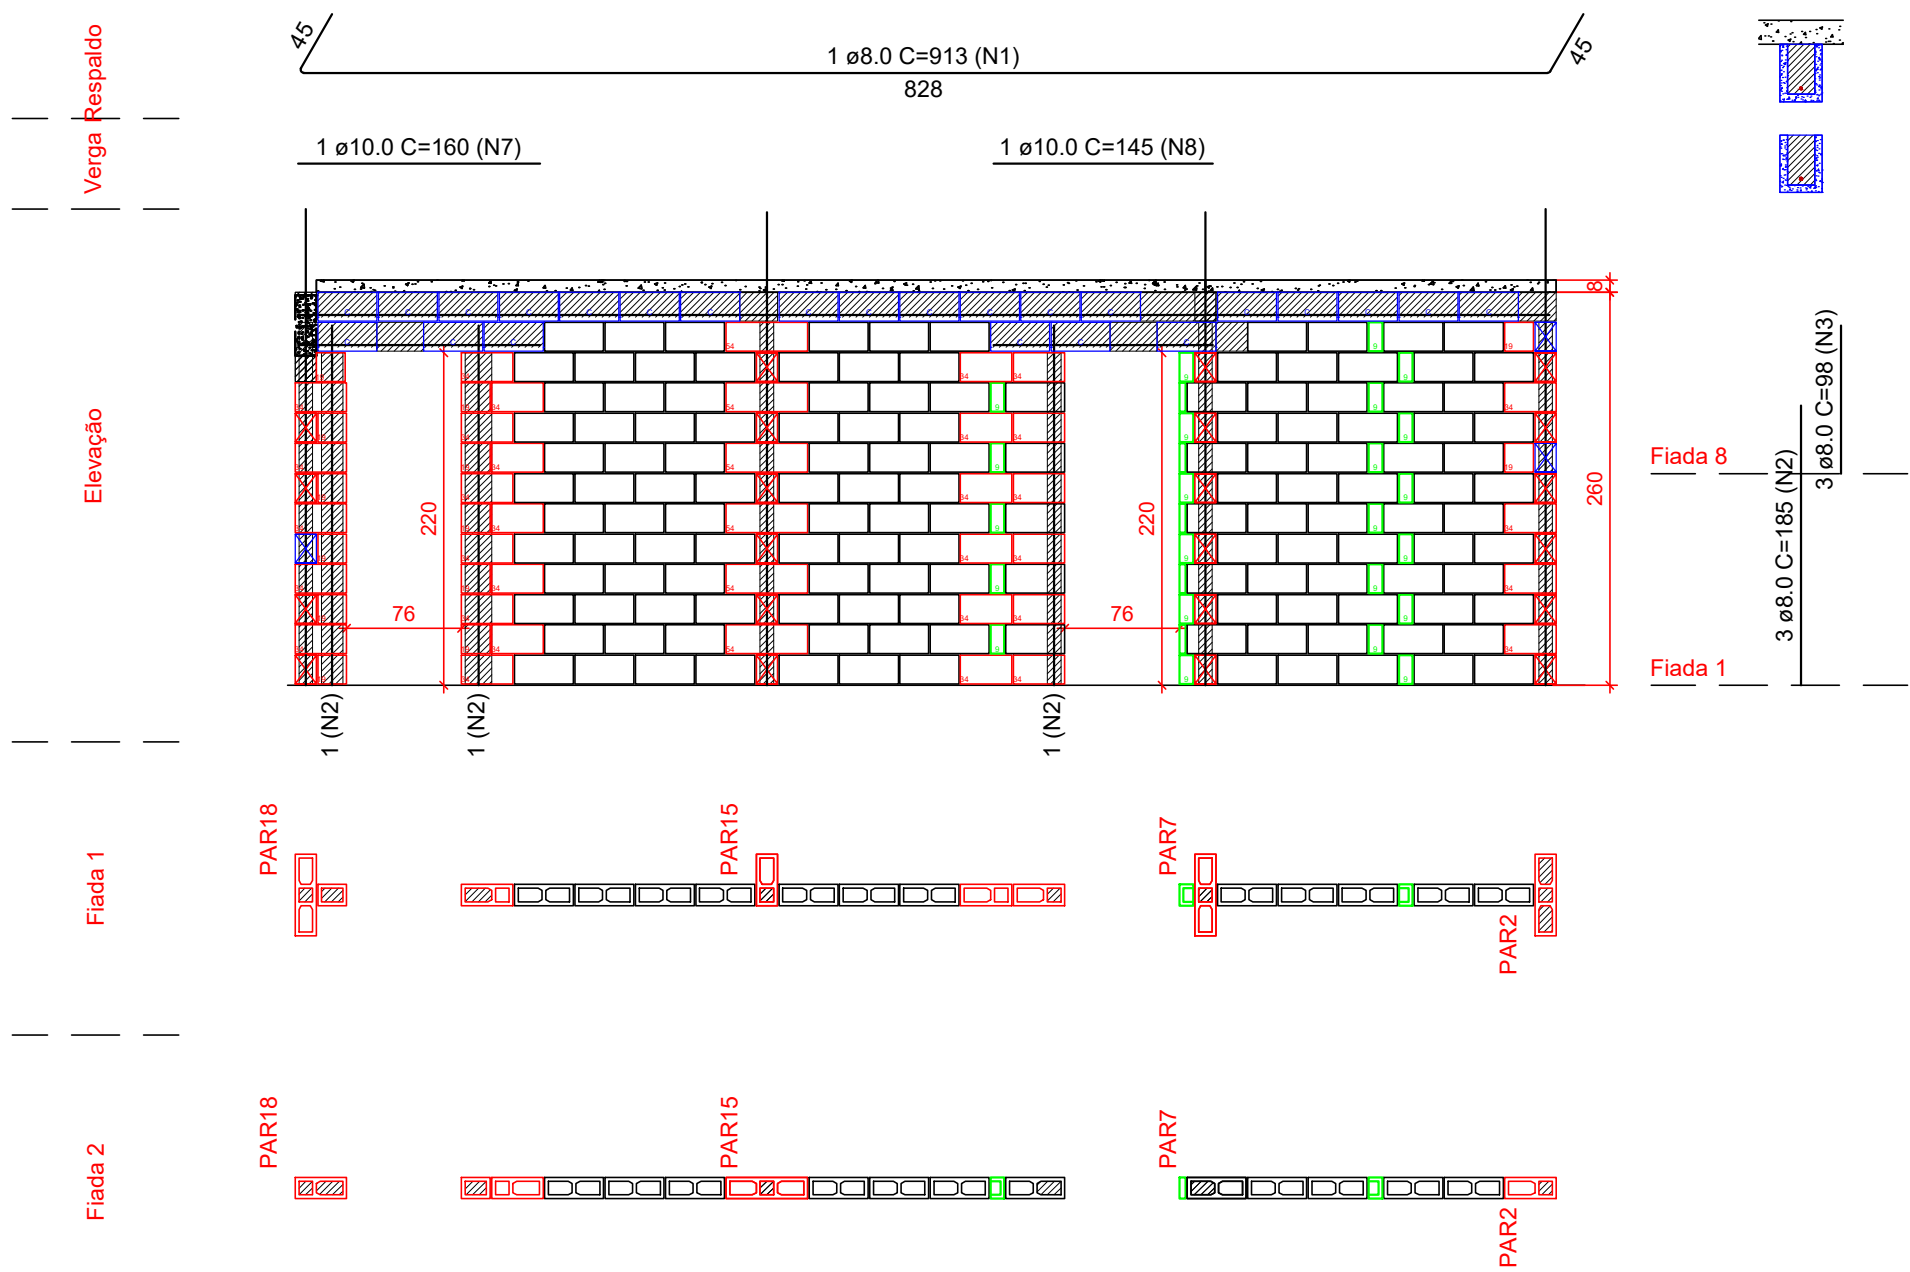 Respaldo
45
1 ø8.0 C=913 (N1)
828
45
Verga
1 ø10.0 C=160 (N7)
1 ø10.0 C=145 (N8)
Elevação
8
220
76
220
76
260
Fiada 8
Fiada 1
3 ø8.0 C=185 (N2)
3 ø8.0 C=98 (N3)
1 (N2)
1 (N2)
1 (N2)
Fiada 1
PAR18
PAR15
PAR7
PAR2
Fiada 2
PAR18
PAR15
PAR7
PAR2